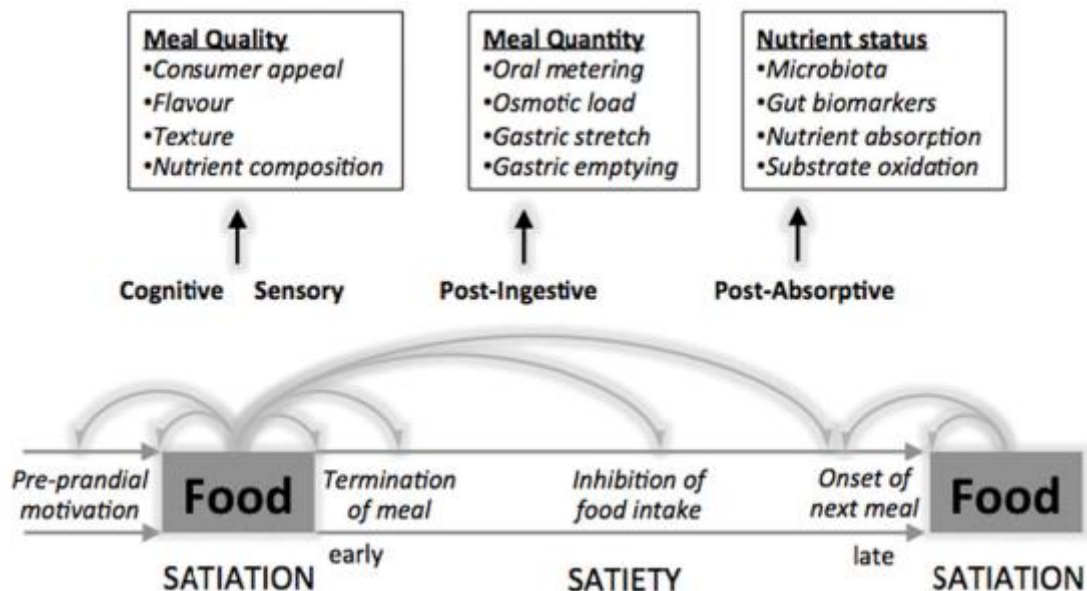 Meal Quality
•Consumer appeal
•Flavour
•Texture
•Nutrient composition
Meal Quantity
•Oral metering
•Osmotic load
•Gastric stretch
•Gastric emptying
Nutrient status
•Microbiota
•Gut biomarkers
•Nutrient absorption
•Substrate oxidation
Cognitive Sensory
Post-Ingestive
Post-Absorptive
Pre-prandial
motivation
Food
Termination
of meal
Inhibition of
food intake
Onset of
next meal
Food
early
late
SATIATION
SATIETY
SATIATION